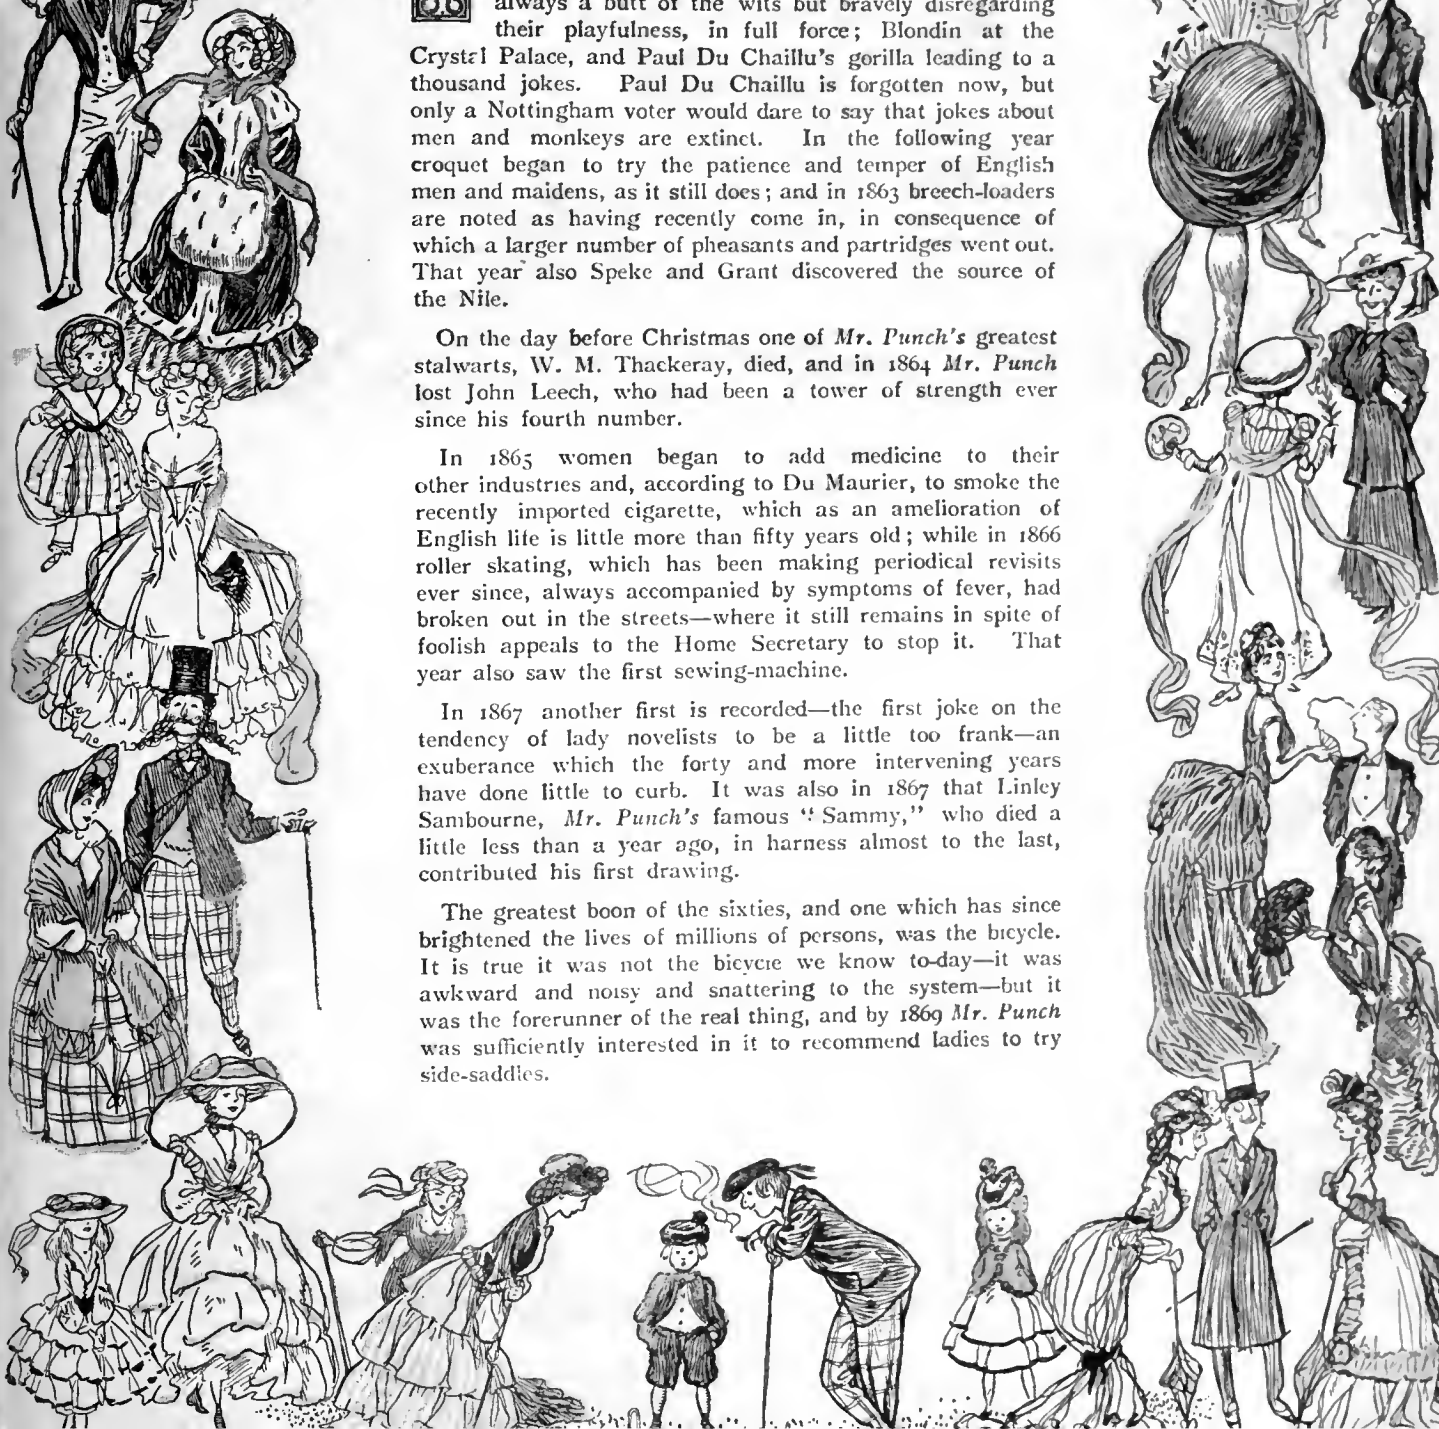 always a butt of the wits but bravely disregarding
their playfulness, in full force; Blondin at the
Crystal Palace, and Paul Du Chaillu's gorilla leading to a
thousand jokes. Paul Du Chaillu is forgotten now, but
only a Nottingham voter would dare to say that jokes about
men and monkeys are extinct. In the following year
croquet began to try the patience and temper of English
men and maidens, as it still does; and in 1863 breech-loaders
are noted as having recently come in, in consequence of
which a larger number of pheasants and partridges went out.
That year also Speke and Grant discovered the source of
the Nile.
On the day before Christmas one of Mr. Punch's greatest
stalwarts, W. M. Thackeray, died, and in 1864 Mr. Punch
lost John Leech, who had been a tower of strength ever
since his fourth number.
In 1865 women began to add medicine to their
other industries and, according to Du Maurier, to smoke the
recently imported cigarette, which as an amelioration of
English life is little more than fifty years old; while in 1866
roller skating, which has been making periodical revisits
ever since, always accompanied by symptoms of fever, had
broken out in the streets—where it still remains in spite of
foolish appeals to the Home Secretary to stop it. That
year also saw the first sewing-machine.
In 1867 another first is recorded—the first joke on the
tendency of lady novelists to be a little too frank—an
exuberance which the forty and more intervening years
have done little to curb. It was also in 1867 that Linley
Sambourne, Mr. Punch's famous "Sammy," who died a
little less than a year ago, in harness almost to the last,
contributed his first drawing.
The greatest boon of the sixties, and one which has since
brightened the lives of millions of persons, was the bicycle.
It is true it was not the bicycle we know to-day—it was
awkward and noisy and snattering to the system—but it
was the forerunner of the real thing, and by 1869 Mr. Punch
was sufficiently interested in it to recommend ladies to try
side-saddles.